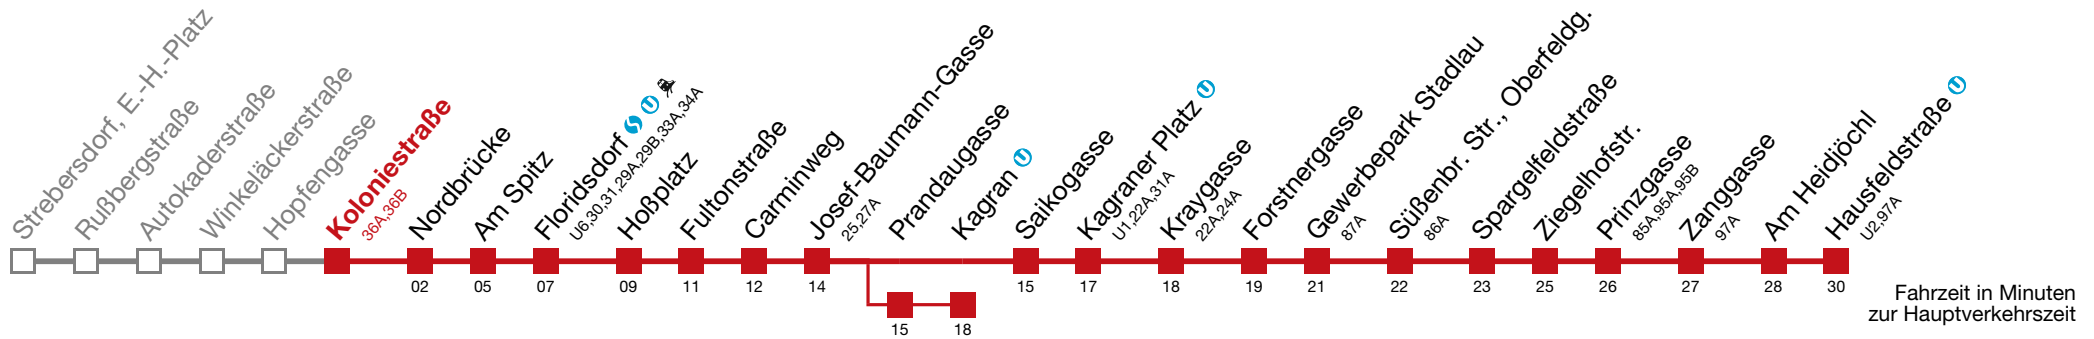 Strebersdorf, E.-H.-Platz
Rußbergstraße
Autokaderstraße
Winkeläckerstraße
Hopfengasse
Koloniestraße
36A,36B
Nordbrücke
Am Spitz
Floridsdorf S U
U6,30,31,29A,29B,33A,34A
Hoßplatz
Fultonstraße
Carminweg
Josef-Baumann-Gasse
25,27A
Prandaugasse
Kagran U
Saikogasse
Kagraner Platz U
U1,22A,31A
Kraygasse
22A,24A
Forstnergasse
Gewerbepark Stadlau
87A
Süßenbr. Str., Oberfeldg.
86A
Spargelfeldstraße
Ziegelhofstr.
Prinzgasse
85A,95A,95B
Zanggasse
97A
Am Heidjöchl
Hausfeldstraße U
U2,97A
02 05 07 09 11 12 14 15 17 18 19 21 22 23 25 26 27 28 30
15 18
Fahrzeit in Minuten
zur Hauptverkehrszeit